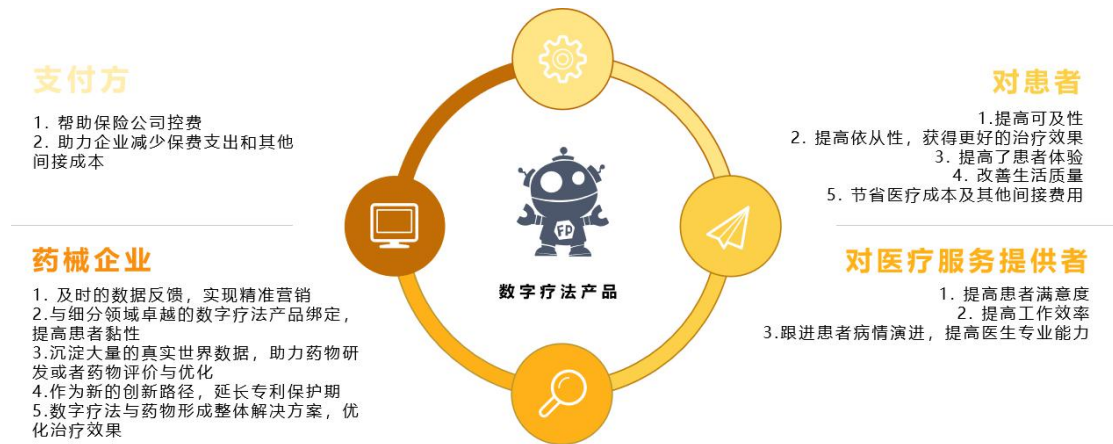 支付方
1. 帮助保险公司控费
2. 助力企业减少保费支出和其他
间接成本
对患者
1.提高可及性
2. 提高依从性，获得更好的治疗效果
3. 提高了患者体验
4. 改善生活质量
5. 节省医疗成本及其他间接费用
FD
数字疗法产品
药械企业
1. 及时的数据反馈，实现精准营销
2.与细分领域卓越的数字疗法产品绑定，
提高患者黏性
3.沉淀大量的真实世界数据，助力药物研
发或者药物评价与优化
4.作为新的创新路径，延长专利保护期
5.数字疗法与药物形成整体解决方案，优
化治疗效果
对医疗服务提供者
1. 提高患者满意度
2. 提高工作效率
3.跟进患者病情演进，提高医生专业能力